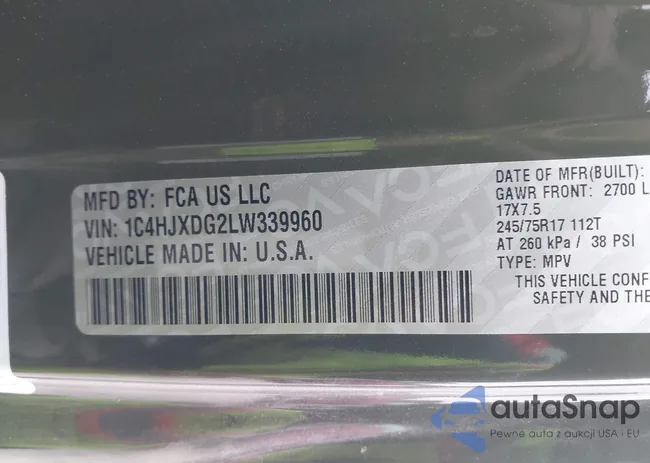 MFD BY: FCA US LLC
VIN: 1C4HJXDG2LW339960
VEHICLE MADE IN: U.S.A.
DATE OF MFR(BUILT):
GAWR FRONT: 2700 L
17X7.5
245/75R17 112T
AT 260 kPa / 38 PSI
TYPE: MPV
THIS VEHICLE CONF
SAFETY AND THE
autaSnap
Pewne auta z aukcji USA i EU